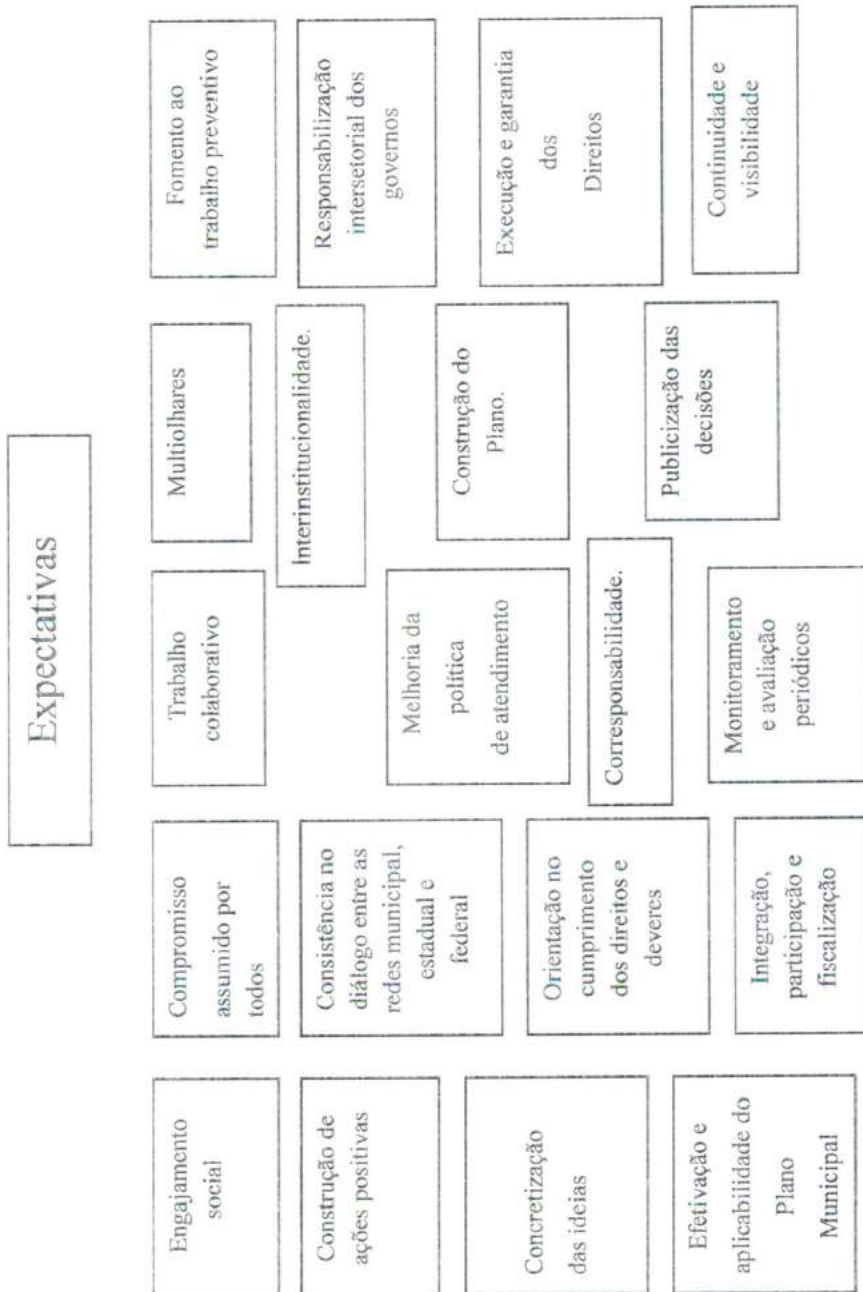 Expectativas
Engajamento
social
Compromisso
assumido por
todos
Trabalho
colaborativo
Multiolhares
Fomento ao
trabalho preventivo
Construção de
ações positivas
Consistência no
diálogo entre as
redes municipal,
estadual e
federal
Interinstitucionalidade.
Responsabilização
intersetorial dos
governos
Melhoria da
política
de atendimento
Construção do
Plano.
Concretização
das ideias
Orientação no
cumprimento
dos direitos e
deveres
Execução e garantia
dos
Direitos
Corresponsabilidade.
Publicização das
decisões
Efetivação e
aplicabilidade do
Plano
Municipal
Integração,
participação e
fiscalização
Monitoramento
e avaliação
periódicos
Continuidade e
visibilidade